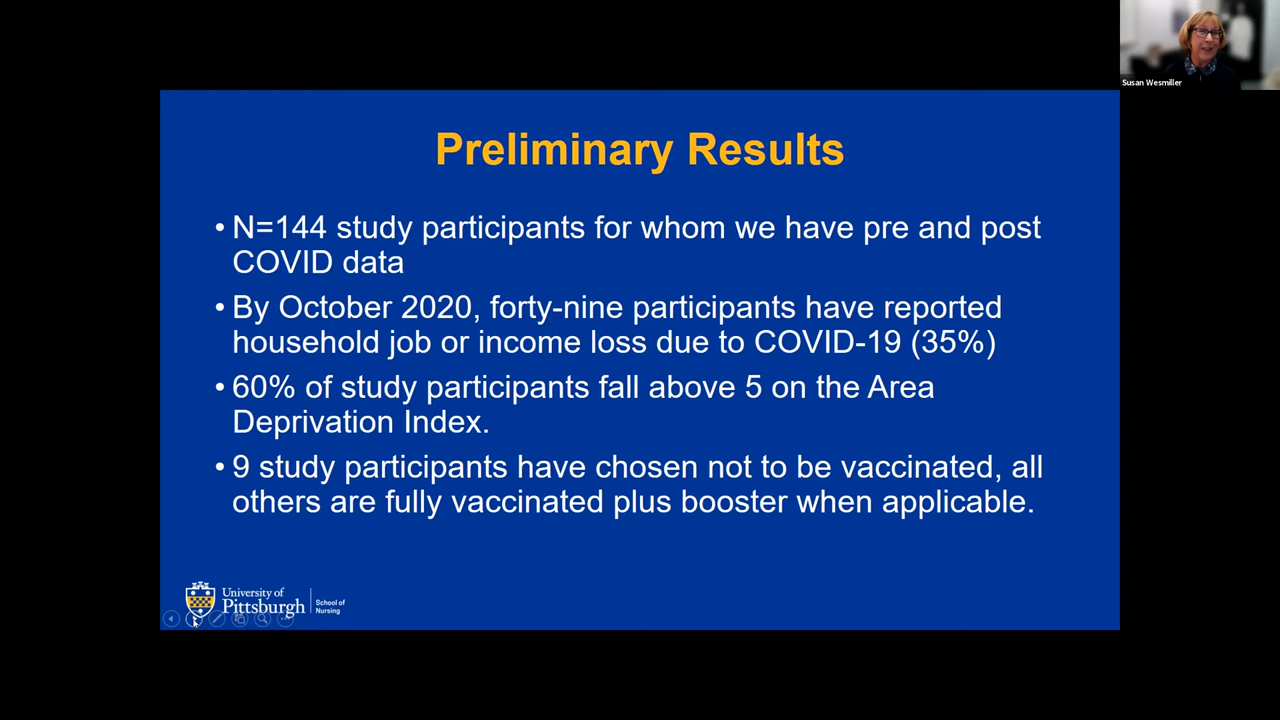 Susan Wesmiller
Preliminary Results
• N=144 study participants for whom we have pre and post
COVID data
• By October 2020, forty-nine participants have reported
household job or income loss due to COVID-19 (35%)
• 60% of study participants fall above 5 on the Area
Deprivation Index.
• 9 study participants have chosen not to be vaccinated, all
others are fully vaccinated plus booster when applicable.
University of
Pittsburgh
School of
Nursing